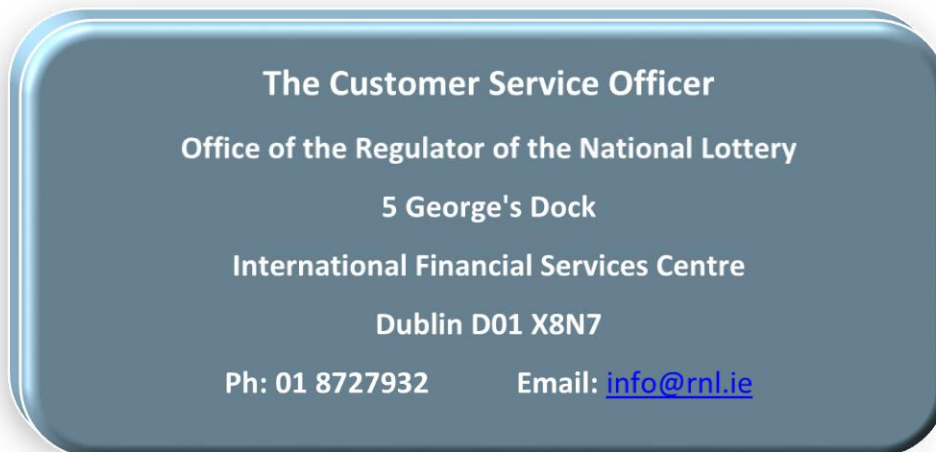 The Customer Service Officer
Office of the Regulator of the National Lottery
5 George's Dock
International Financial Services Centre
Dublin D01 X8N7
Ph: 01 8727932 Email: info@rnl.ie